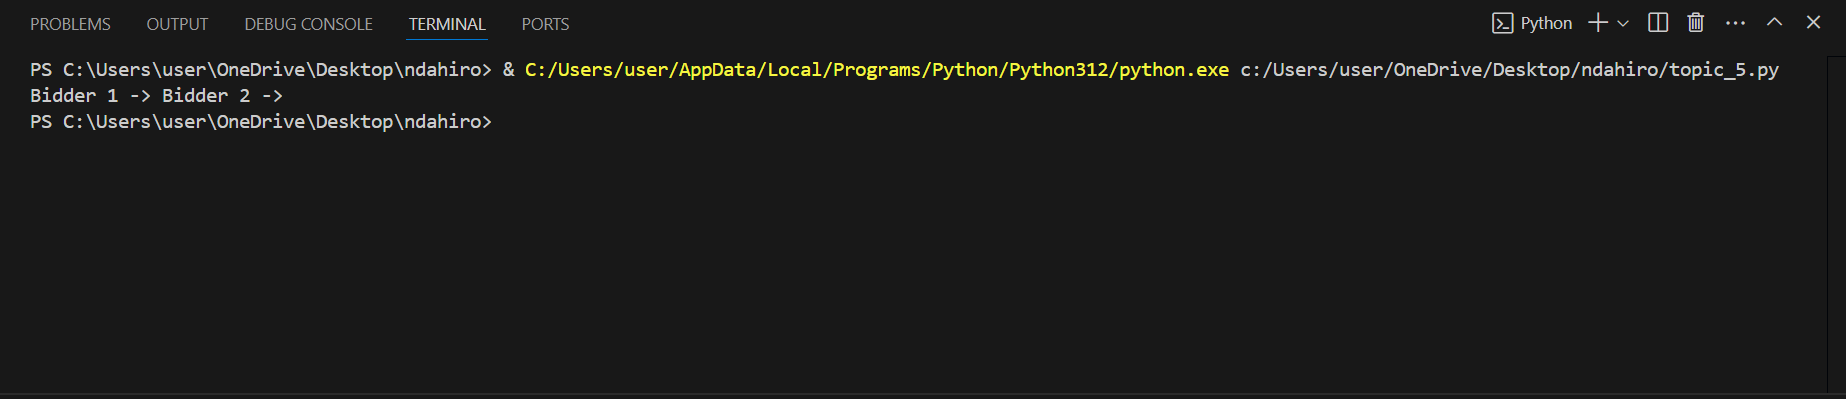 PROBLEMS OUTPUT DEBUG CONSOLE TERMINAL PORTS Python
PS C:\Users\user\OneDrive\Desktop\ndahiro> & C:/Users/user/AppData/Local/Programs/Python/Python312/python.exe c:/Users/user/OneDrive/Desktop/ndahiro/topic_5.py
Bidder 1 -> Bidder 2 ->
PS C:\Users\user\OneDrive\Desktop\ndahiro>